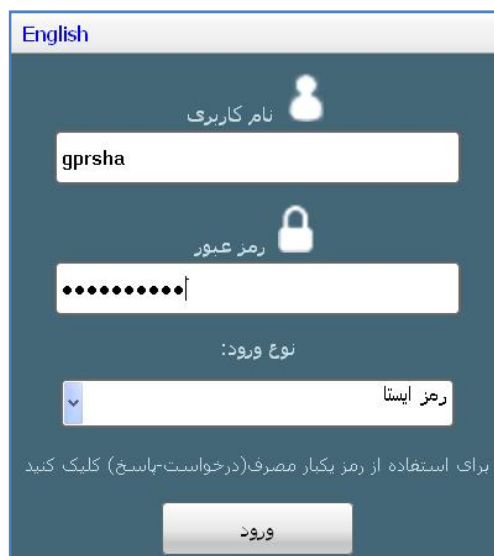 English
نام کاربری
gprsha
رمز عبور
••••••••••
نوع ورود:
رمز ایستا
برای استفاده از رمز یکبار مصرف(درخواست-پاسخ) کلیک کنید
ورود